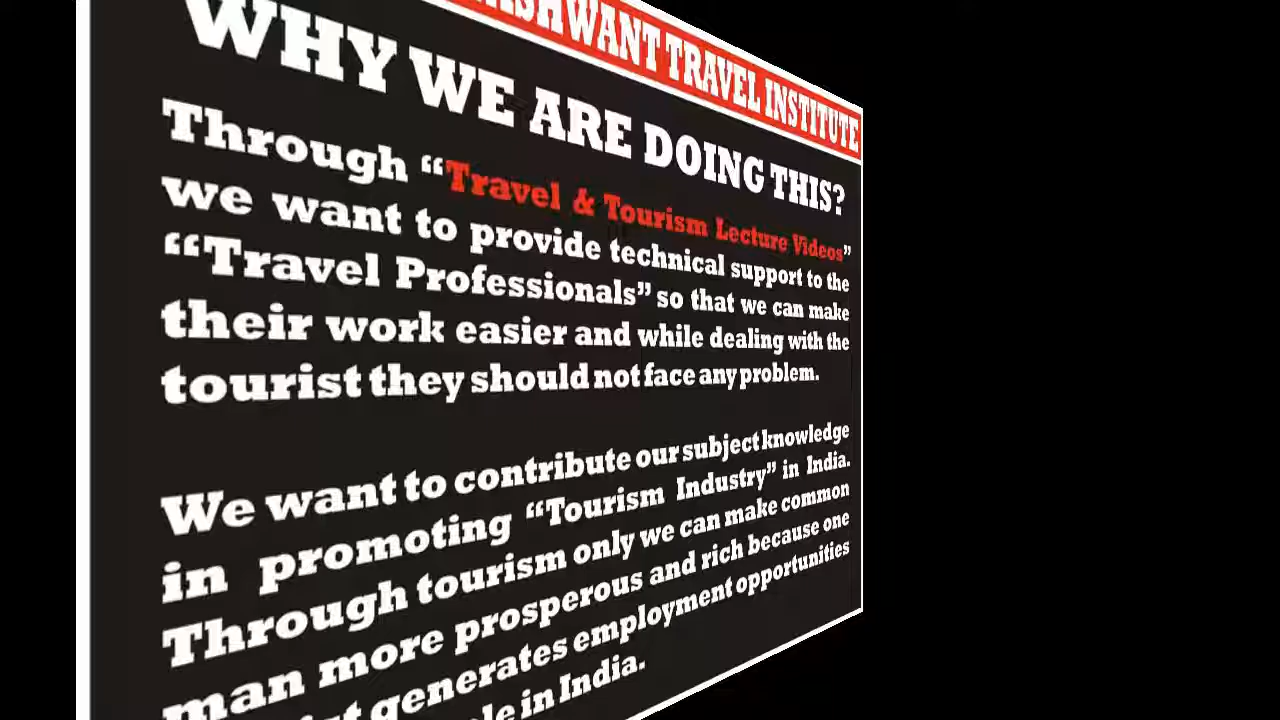 WANT TRAVEL INSTITUTE
WHY WE ARE DOING THIS?
Through “Travel & Tourism Lecture Videos”
we want to provide technical support to the
“Travel Professionals” so that we can make
their work easier and while dealing with the
tourist they should not face any problem.
We want to contribute our subject knowledge
in promoting “Tourism Industry” in India.
Through tourism only we can make common
man more prosperous and rich because one
generates employment opportunities
in India.